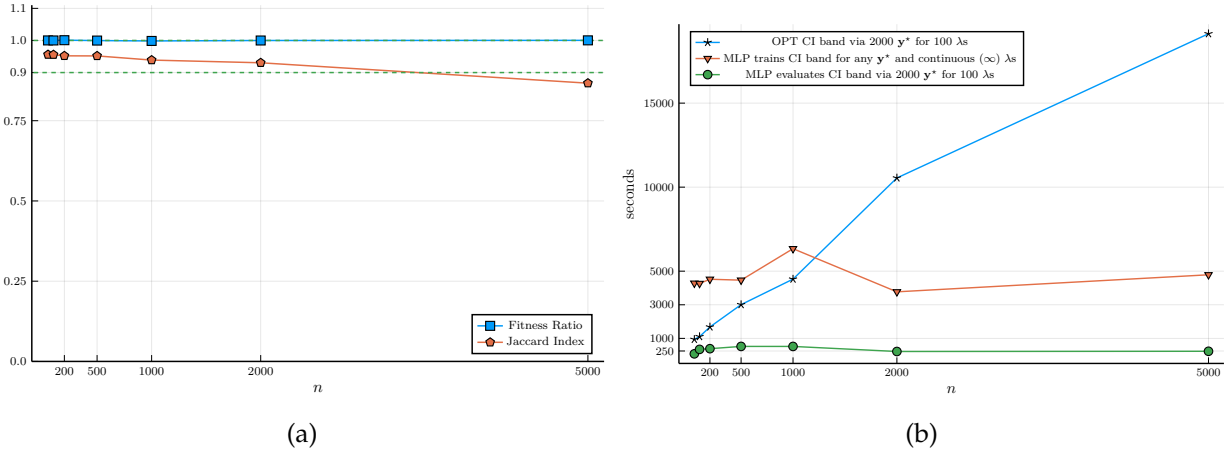 1.1
1.0
0.9
0.75
0.5
0.25
0.0
200
500
1000
2000
5000
n
Fitness Ratio
Jaccard Index
(a)
OPT CI band via 2000 y* for 100 λs
MLP trains CI band for any y* and continuous (∞) λs
MLP evaluates CI band via 2000 y* for 100 λs
seconds
15000
10000
5000
3000
1000
250
200
500
1000
2000
5000
n
(b)